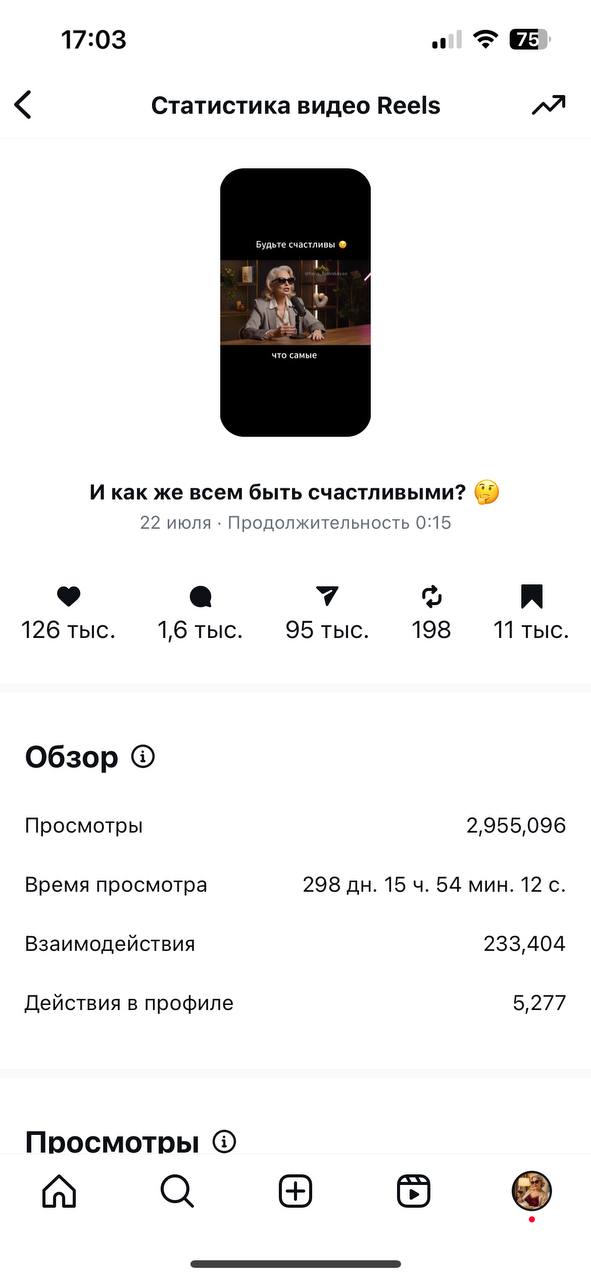 17:03
75
Статистика видео Reels
Будьте счастливы 😉
что самые
И как же всем быть счастливыми? 🤔
22 июля · Продолжительность 0:15
126 тыс. 1,6 тыс. 95 тыс. 198 11 тыс.
Обзор
Просмотры 2,955,096
Время просмотра 298 дн. 15 ч. 54 мин. 12 с.
Взаимодействия 233,404
Действия в профиле 5,277
Просмотры